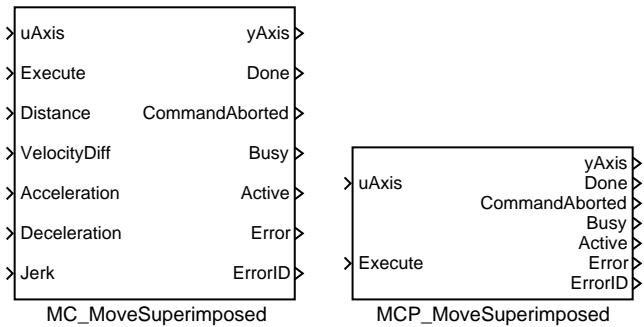 uAxis yAxis
Execute Done
Distance CommandAborted
VelocityDiff Busy
Acceleration Active
Deceleration Error
Jerk ErrorID
MC_MoveSuperimposed
yAxis
uAxis Done
CommandAborted
Busy
Active
Execute Error
ErrorID
MCP_MoveSuperimposed